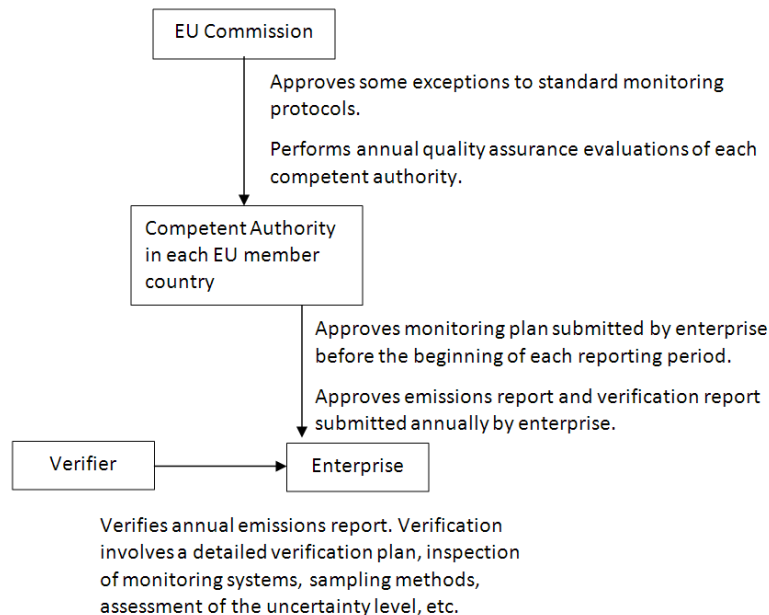 EU Commission
Approves some exceptions to standard monitoring
protocols.
Performs annual quality assurance evaluations of each
competent authority.
Competent Authority
in each EU member
country
Approves monitoring plan submitted by enterprise
before the beginning of each reporting period.
Approves emissions report and verification report
submitted annually by enterprise.
Verifier
Enterprise
Verifies annual emissions report. Verification
involves a detailed verification plan, inspection
of monitoring systems, sampling methods,
assessment of the uncertainty level, etc.